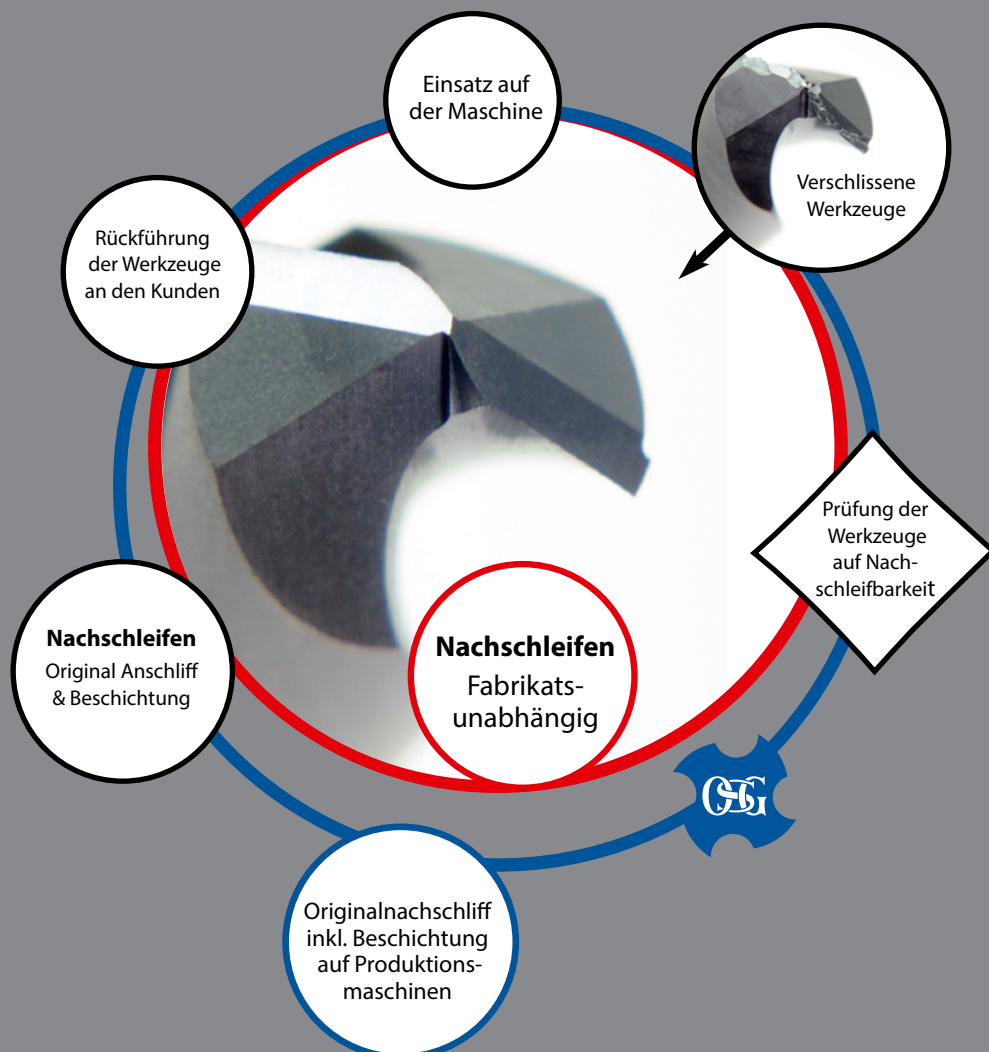 Einsatz auf
der Maschine
Verschlissene
Werkzeuge
Prüfung der
Werkzeuge
auf Nach-
schleifbarkeit
OSG
Originalnachschliff
inkl. Beschichtung
auf Produktions-
maschinen
Nachschleifen
Fabrikats-
unabhängig
Nachschleifen
Original Anschliff
& Beschichtung
Rückführung
der Werkzeuge
an den Kunden